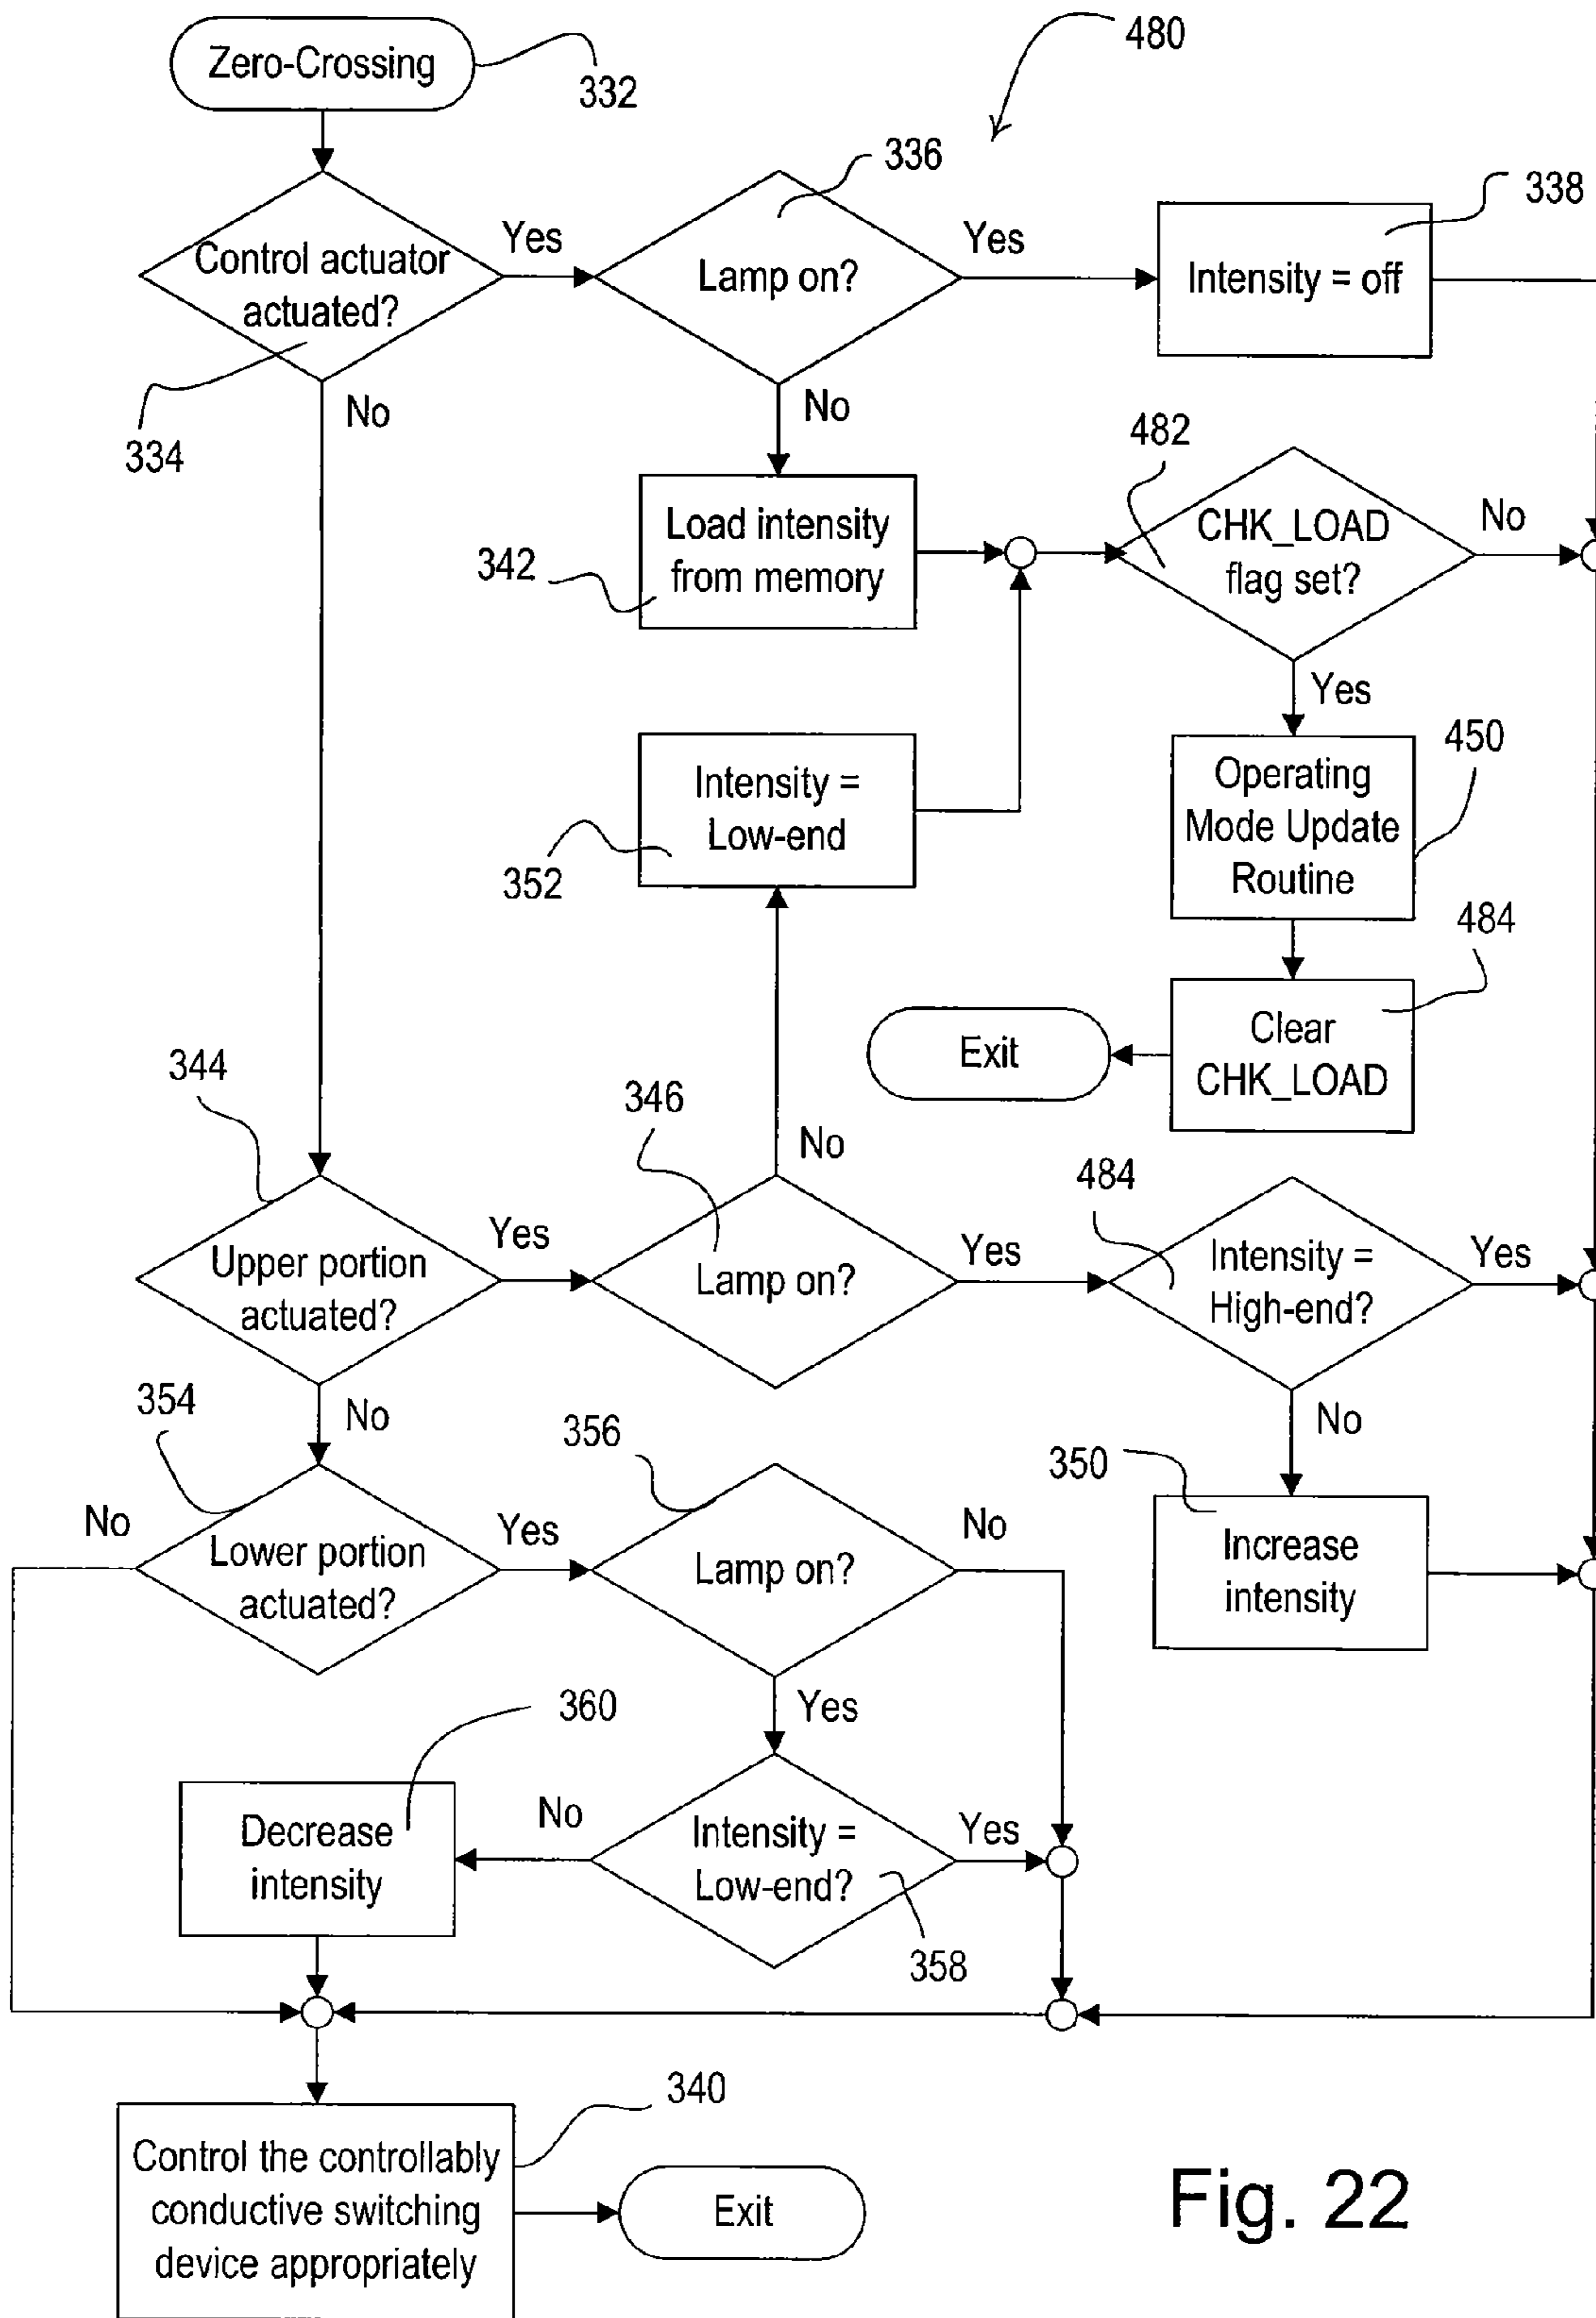 480
Zero-Crossing
332
336
338
Control actuator
actuated?
Yes
Lamp on?
Yes
Intensity = off
334
No
No
482
Load intensity
from memory
342
CHK_LOAD
flag set?
No
Yes
Intensity =
Low-end
352
Operating
Mode Update
Routine
450
484
Clear
CHK_LOAD
Exit
344
346
No
484
Upper portion
actuated?
Yes
Lamp on?
Yes
Intensity =
High-end?
Yes
354
No
356
No
350
No
Lower portion
actuated?
Yes
Lamp on?
No
Increase
intensity
360
Yes
Decrease
intensity
No
Intensity =
Low-end?
Yes
358
340
Control the controllably
conductive switching
device appropriately
Exit
Fig. 22